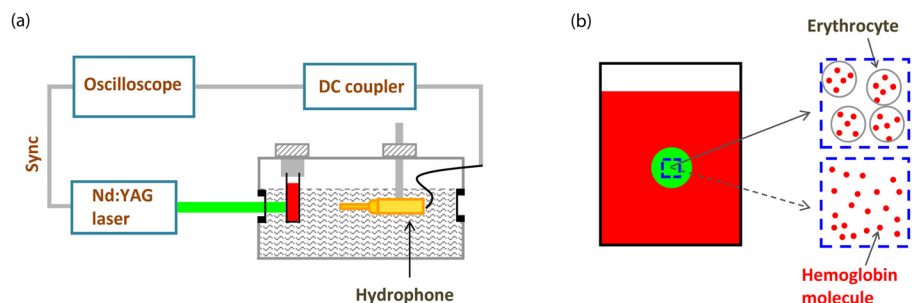 (a)
Oscilloscope
DC coupler
Sync
Nd:YAG
laser
Hydrophone
(b)
Erythrocyte
Hemoglobin
molecule